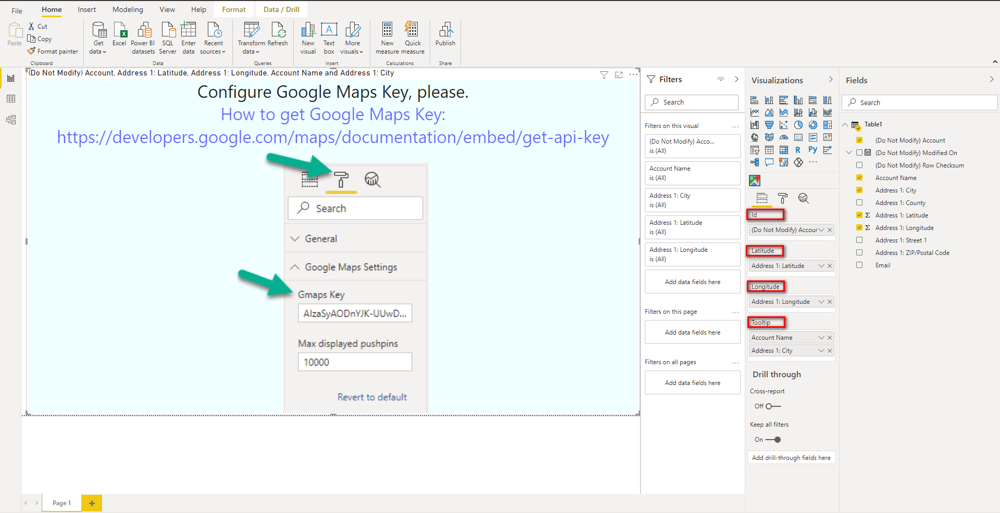 File
Home
Insert
Modeling
View
Help
Format
Data / Drill
Paste
Cut
Copy
Format painter
Clipboard
Get data
Excel
Power BI datasets
SQL Server
Enter data
Recent sources
Data
Transform data
Refresh
Queries
New visual
Text box
More visuals
Insert
New measure
Quick measure
Calculations
Publish
Share
(Do Not Modify) Account, Address 1: Latitude, Address 1: Longitude, Account Name and Address 1: City
Configure Google Maps Key, please.
How to get Google Maps Key:
https://developers.google.com/maps/documentation/embed/get-api-key
Search
General
Google Maps Settings
Gmaps Key
AIzaSyAODnYJK-UUwD...
Max displayed pushpins
10000
Revert to default
Filters
Search
Filters on this visual
(Do Not Modify) Acco...
is (All)
Account Name
is (All)
Address 1: City
is (All)
Address 1: Latitude
is (All)
Address 1: Longitude
is (All)
Add data fields here
Filters on this page
Add data fields here
Filters on all pages
Add data fields here
Visualizations
R
Py
123
Id
(Do Not Modify) Accour
Latitude
Address 1: Latitude
Longitude
Address 1: Longitude
Tooltip
Account Name
Address 1: City
Drill through
Cross-report
Off
Keep all filters
On
Add drill-through fields here
Fields
Search
Table1
(Do Not Modify) Account
(Do Not Modify) Modified On
(Do Not Modify) Row Checksum
Account Name
Address 1: City
Address 1: County
Σ Address 1: Latitude
Σ Address 1: Longitude
Address 1: Street 1
Address 1: ZIP/Postal Code
Email
Page 1